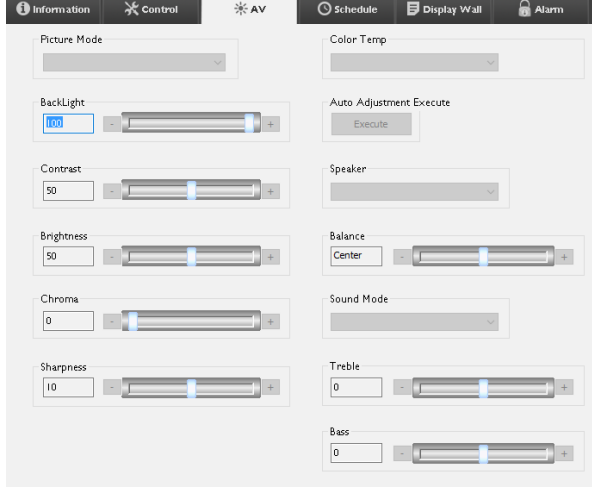 Information Control AV Schedule Display Wall Alarm
Picture Mode
Color Temp
BackLight
100 - +
Auto Adjustment Execute
Execute
Contrast
50 - +
Speaker
Brightness
50 - +
Balance
Center - +
Chroma
0 - +
Sound Mode
Sharpness
10 - +
Treble
0 - +
Bass
0 - +